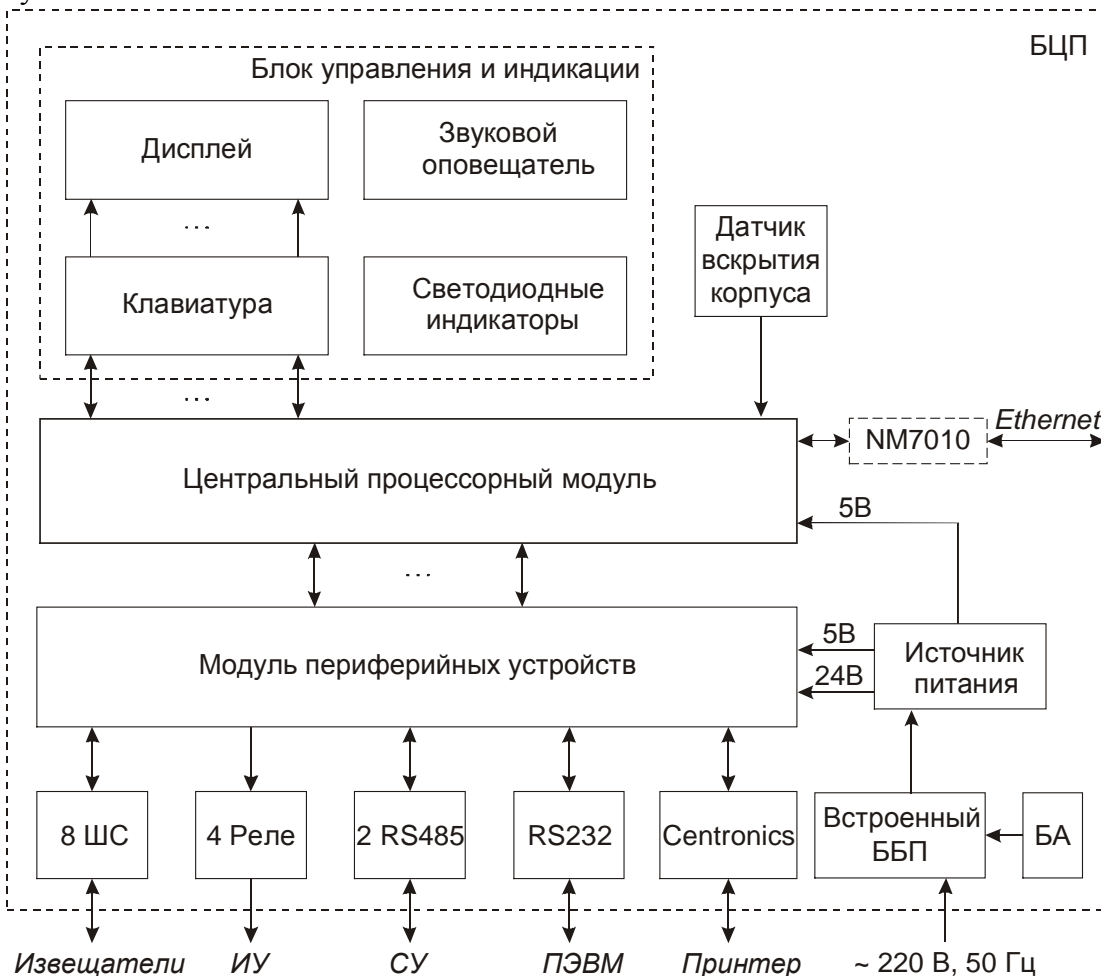 БЦП
Блок управления и индикации
Дисплей
Звуковой
оповещатель
...
Клавиатура
Светодиодные
индикаторы
Датчик
вскрытия
корпуса
...
Центральный процессорный модуль
NM7010
Ethernet
5В
...
Модуль периферийных устройств
5В
24В
Источник
питания
8 ШС
4 Реле
2 RS485
RS232
Centronics
Встроенный
ББП
БА
Извещатели
ИУ
СУ
ПЭВМ
Принтер
~ 220 В, 50 Гц